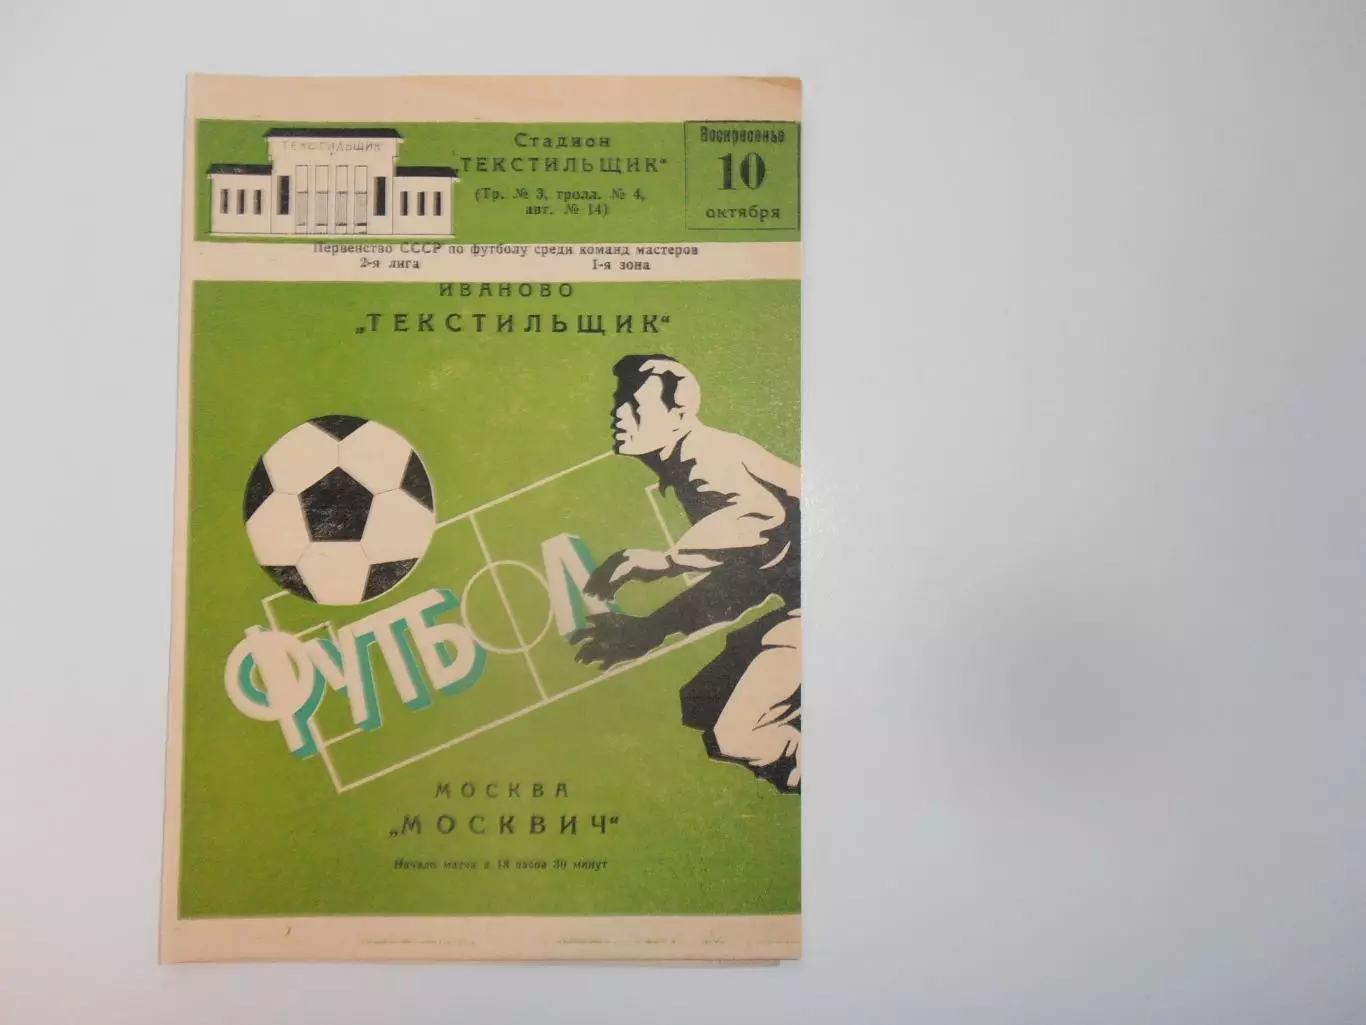 ТЕКСТИЛЬЩИК
Стадион
„ТЕКСТИЛЬЩИК“
(Тр. № 3, тролл. № 4,
авт. № 14)
Воскресенье
10
октября
Первенство СССР по футболу среди команд мастеров
2-я лига 1-я зона
ИВАНОВО
„ТЕКСТИЛЬЩИК“
ФУТБОЛ
МОСКВА
„МОСКВИЧ“
Начало матча в 18 часов 30 минут